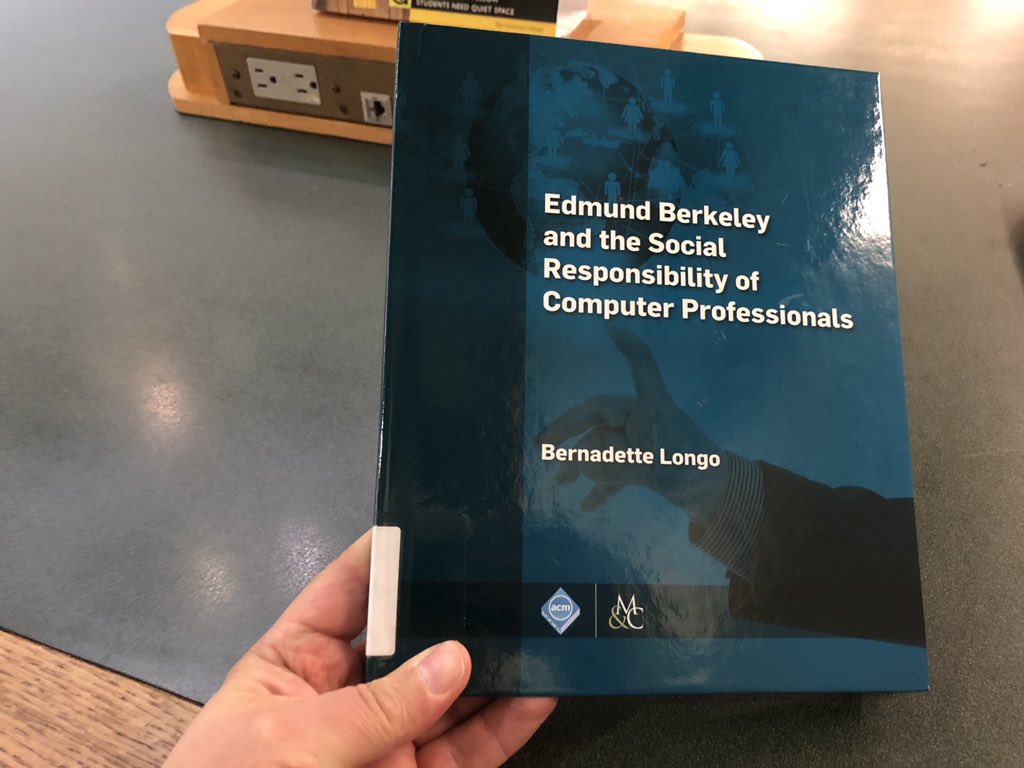 STUDENTS NEED QUIET SPACE
Edmund Berkeley
and the Social
Responsibility of
Computer Professionals
Bernadette Longo
acm
M
&C